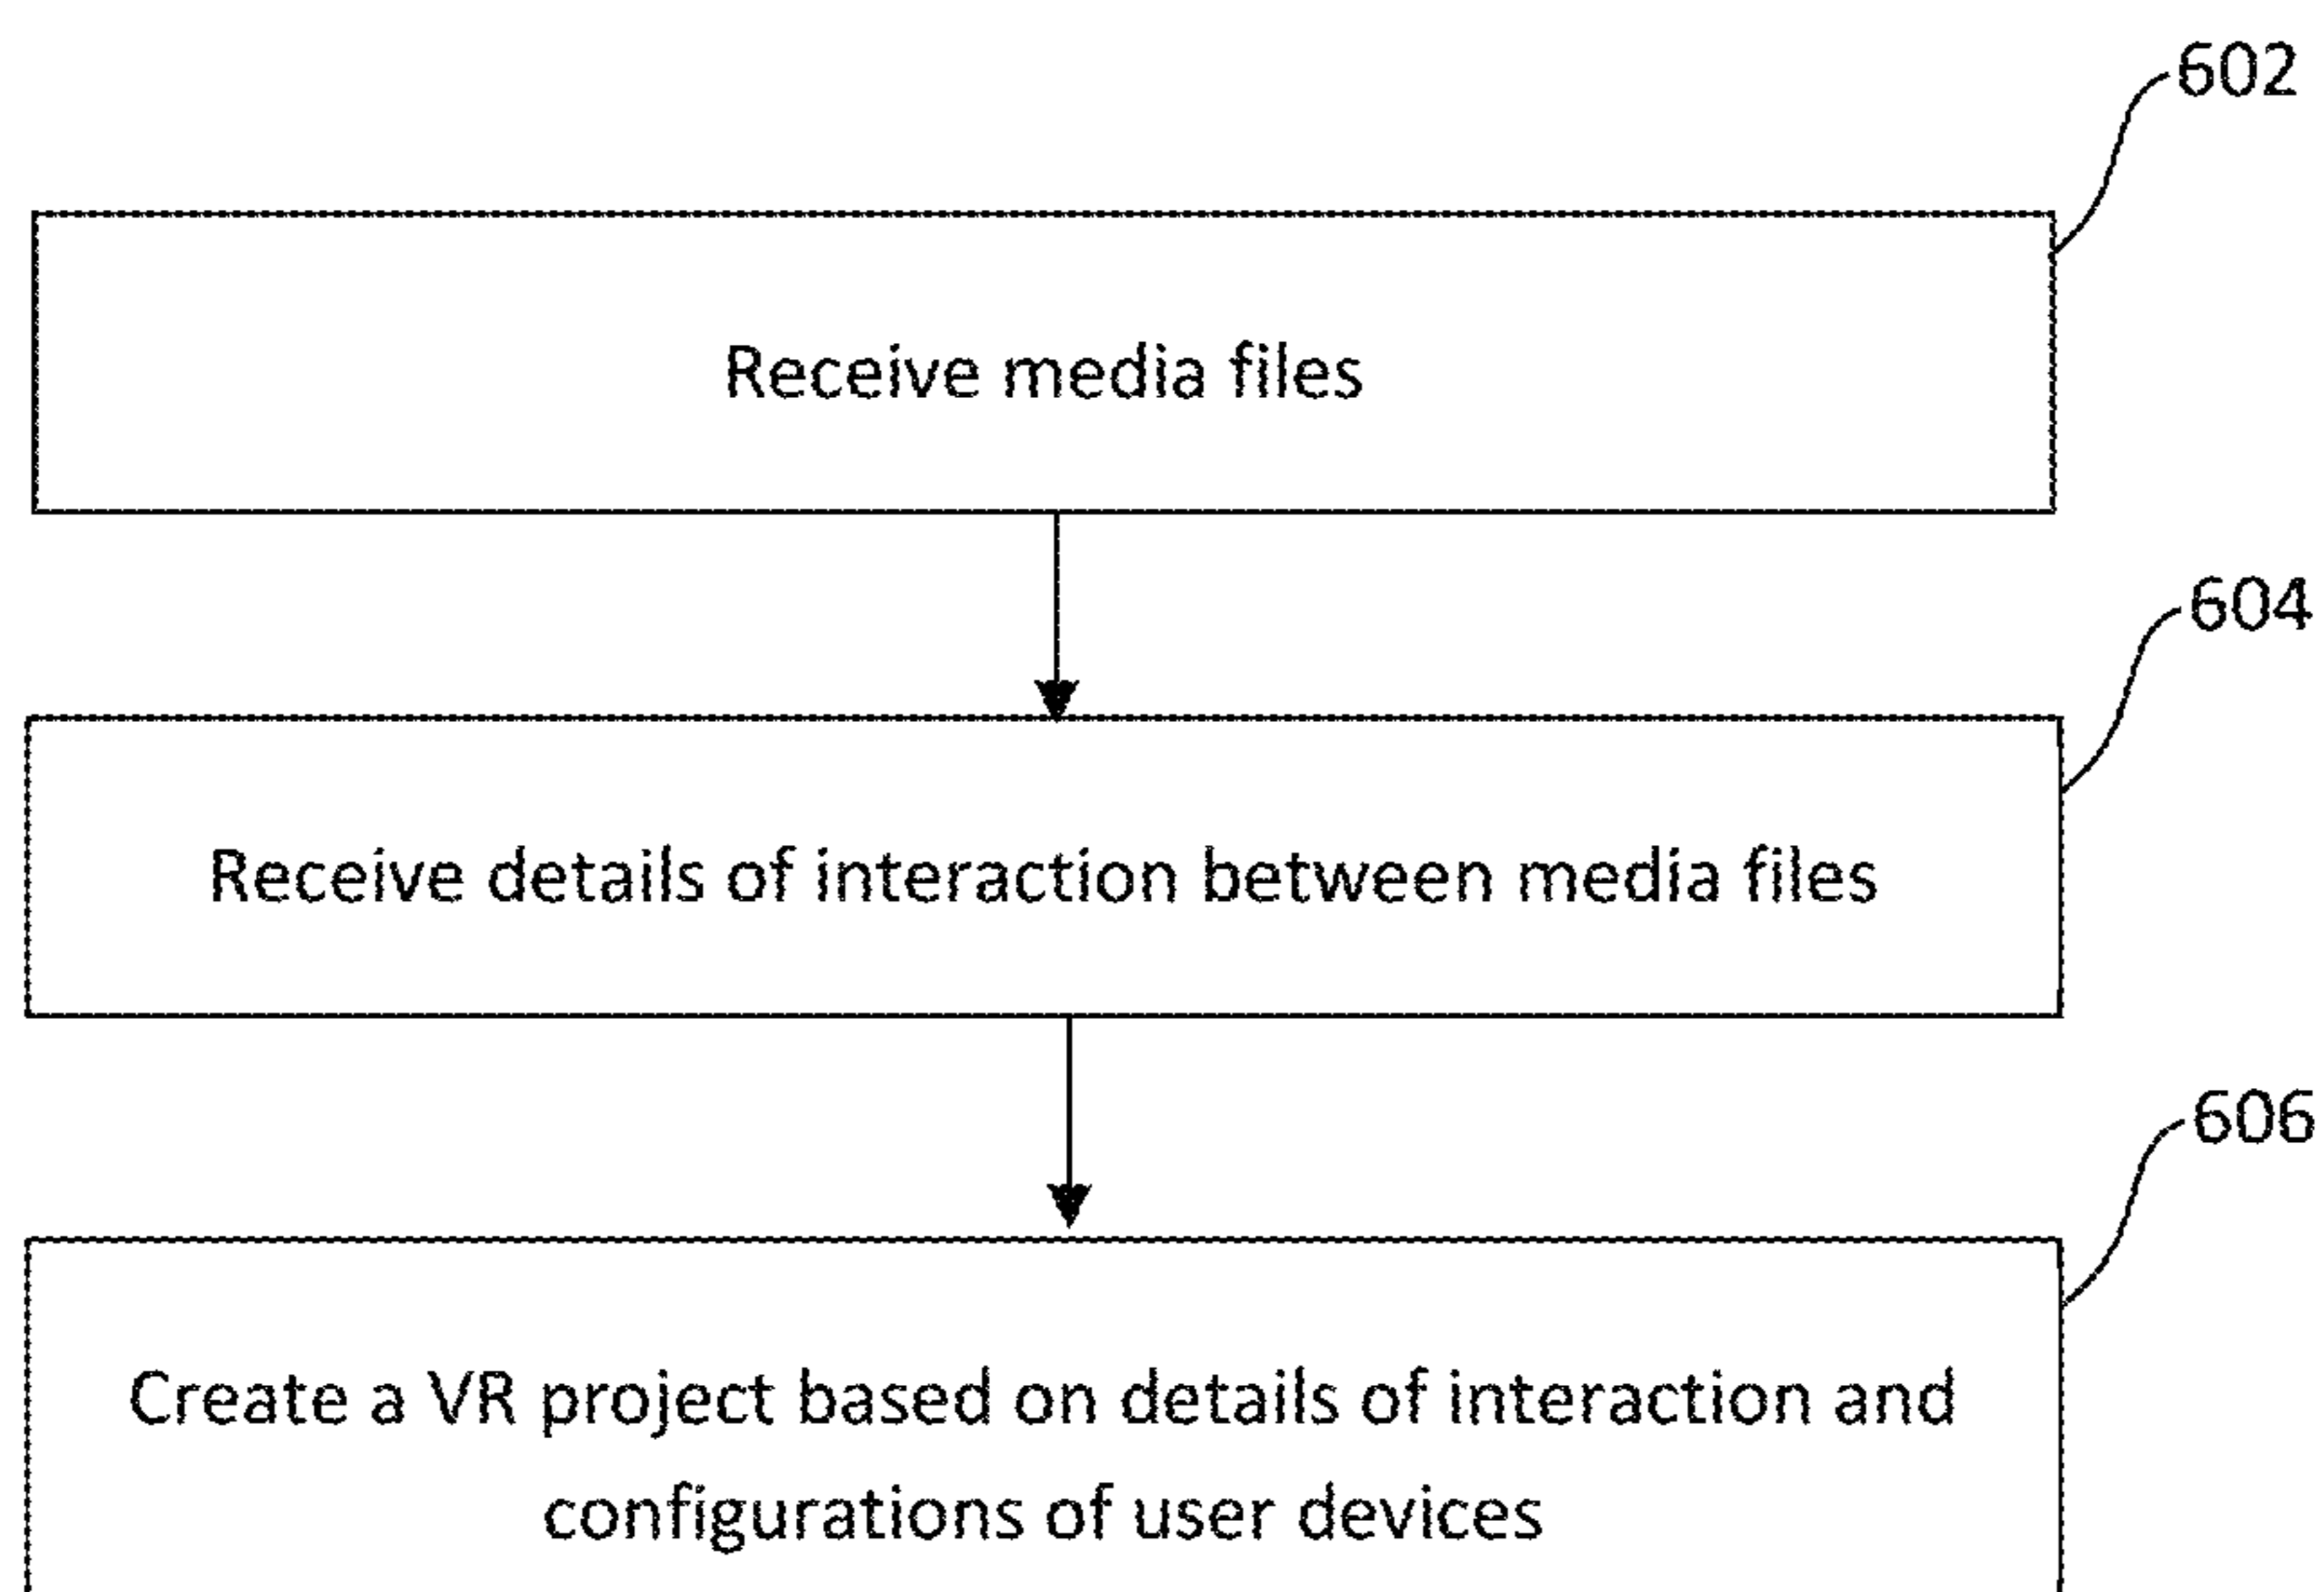 602
Receive media files
604
Receive details of interaction between media files
606
Create a VR project based on details of interaction and
configurations of user devices